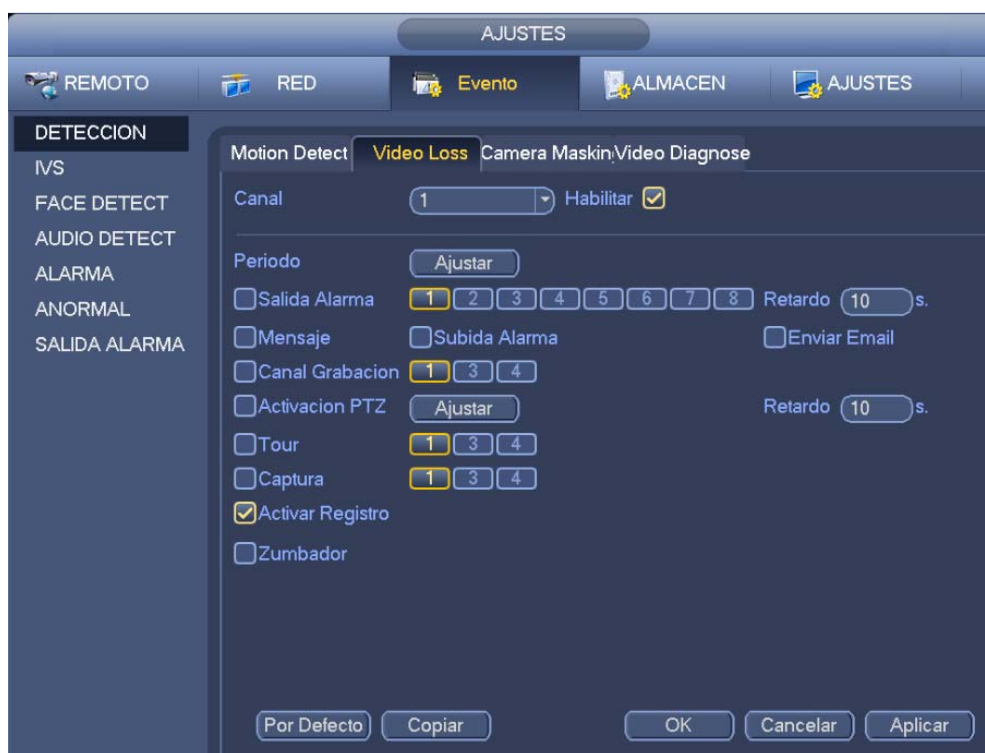 AJUSTES
REMOTO RED Evento ALMACEN AJUSTES
DETECCION
IVS
FACE DETECT
AUDIO DETECT
ALARMA
ANORMAL
SALIDA ALARMA
Motion Detect Video Loss Camera Maskin Video Diagnose
Canal 1 Habilitar
Periodo Ajustar
Salida Alarma 1 2 3 4 5 6 7 8 Retardo 10 s.
Mensaje Subida Alarma Enviar Email
Canal Grabacion 1 3 4
Activacion PTZ Ajustar Retardo 10 s.
Tour 1 3 4
Captura 1 3 4
Activar Registro
Zumbador
Por Defecto Copiar OK Cancelar Aplicar